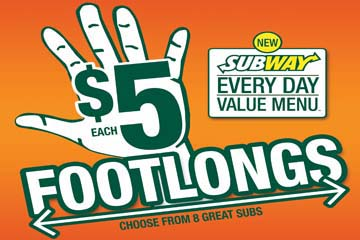 $5
EACH
FOOTLONGS
CHOOSE FROM 8 GREAT SUBS
NEW
SUBWAY
EVERY DAY
VALUE MENU